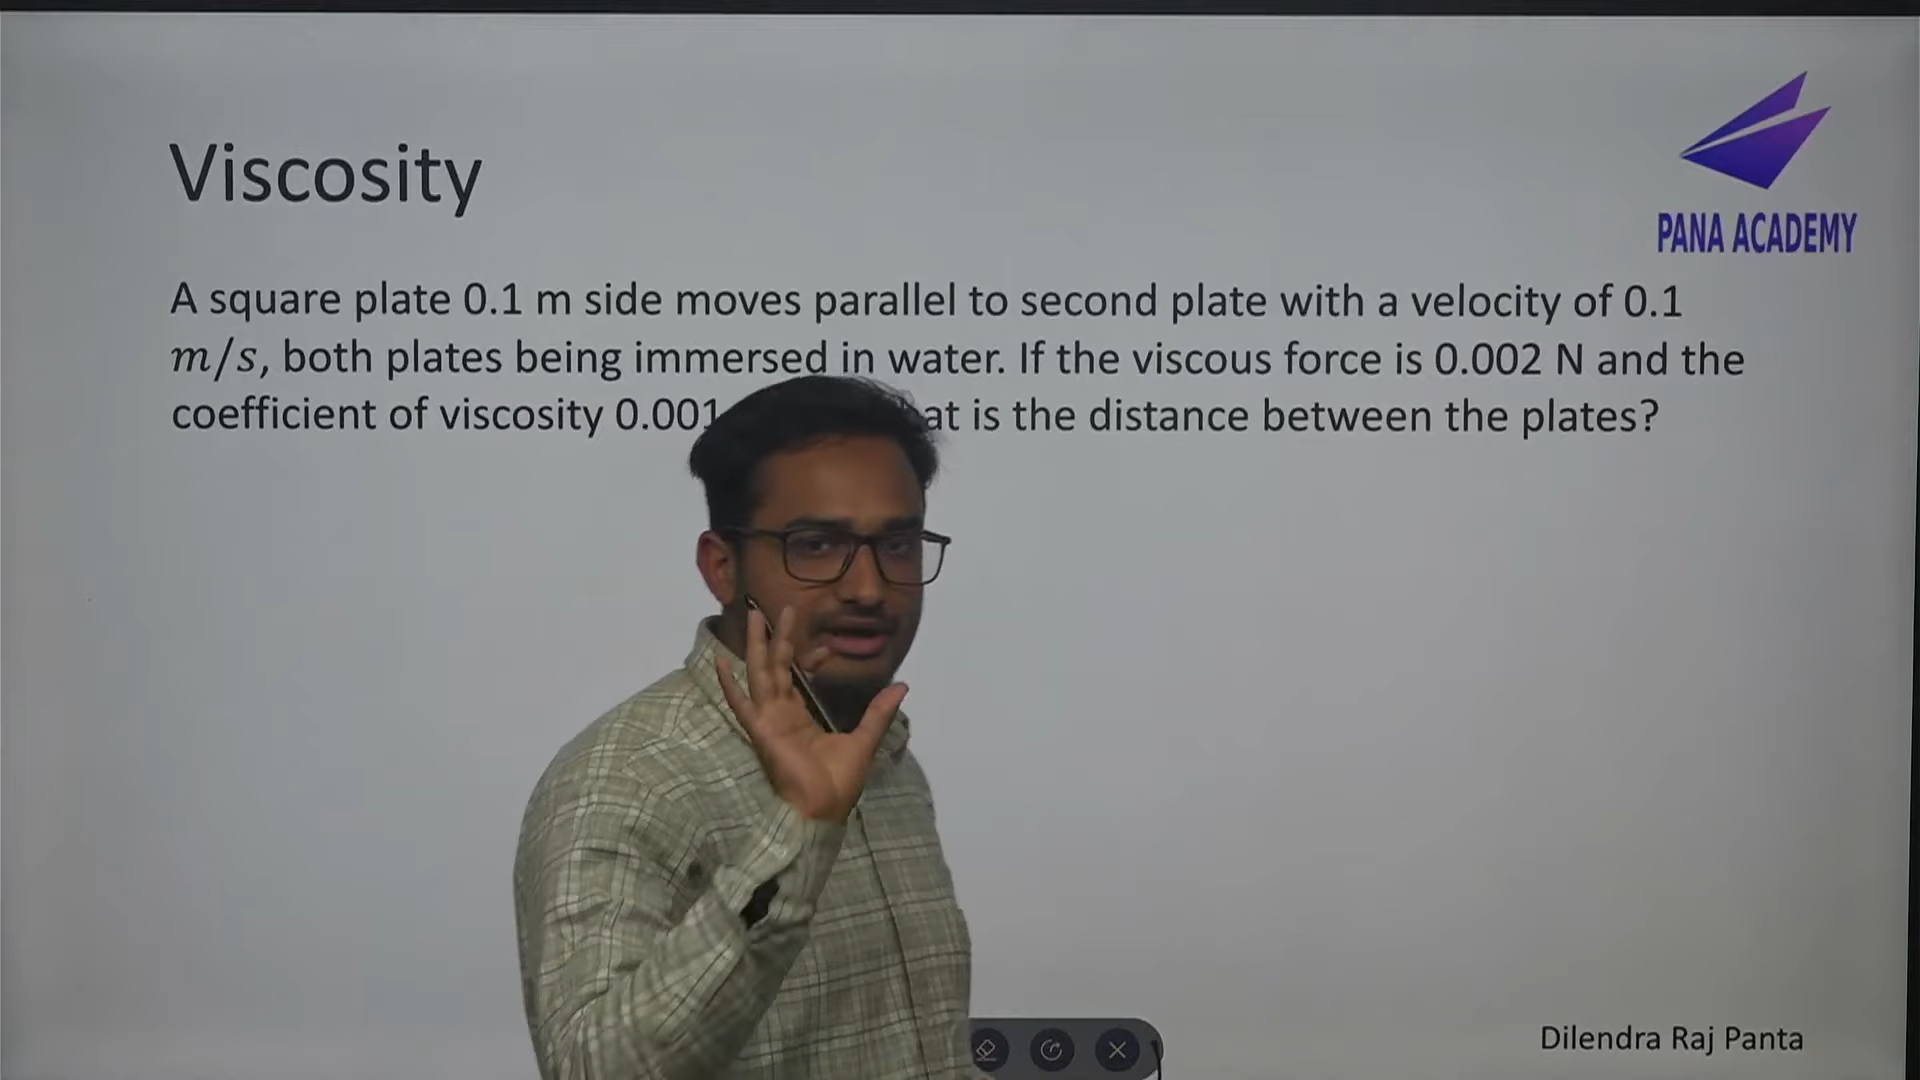 Viscosity
PANA ACADEMY
A square plate 0.1 m side moves parallel to second plate with a velocity of 0.1
m/s, both plates being immersed in water. If the viscous force is 0.002 N and the
coefficient of viscosity 0.001 is the distance between the plates?
Dilendra Raj Panta